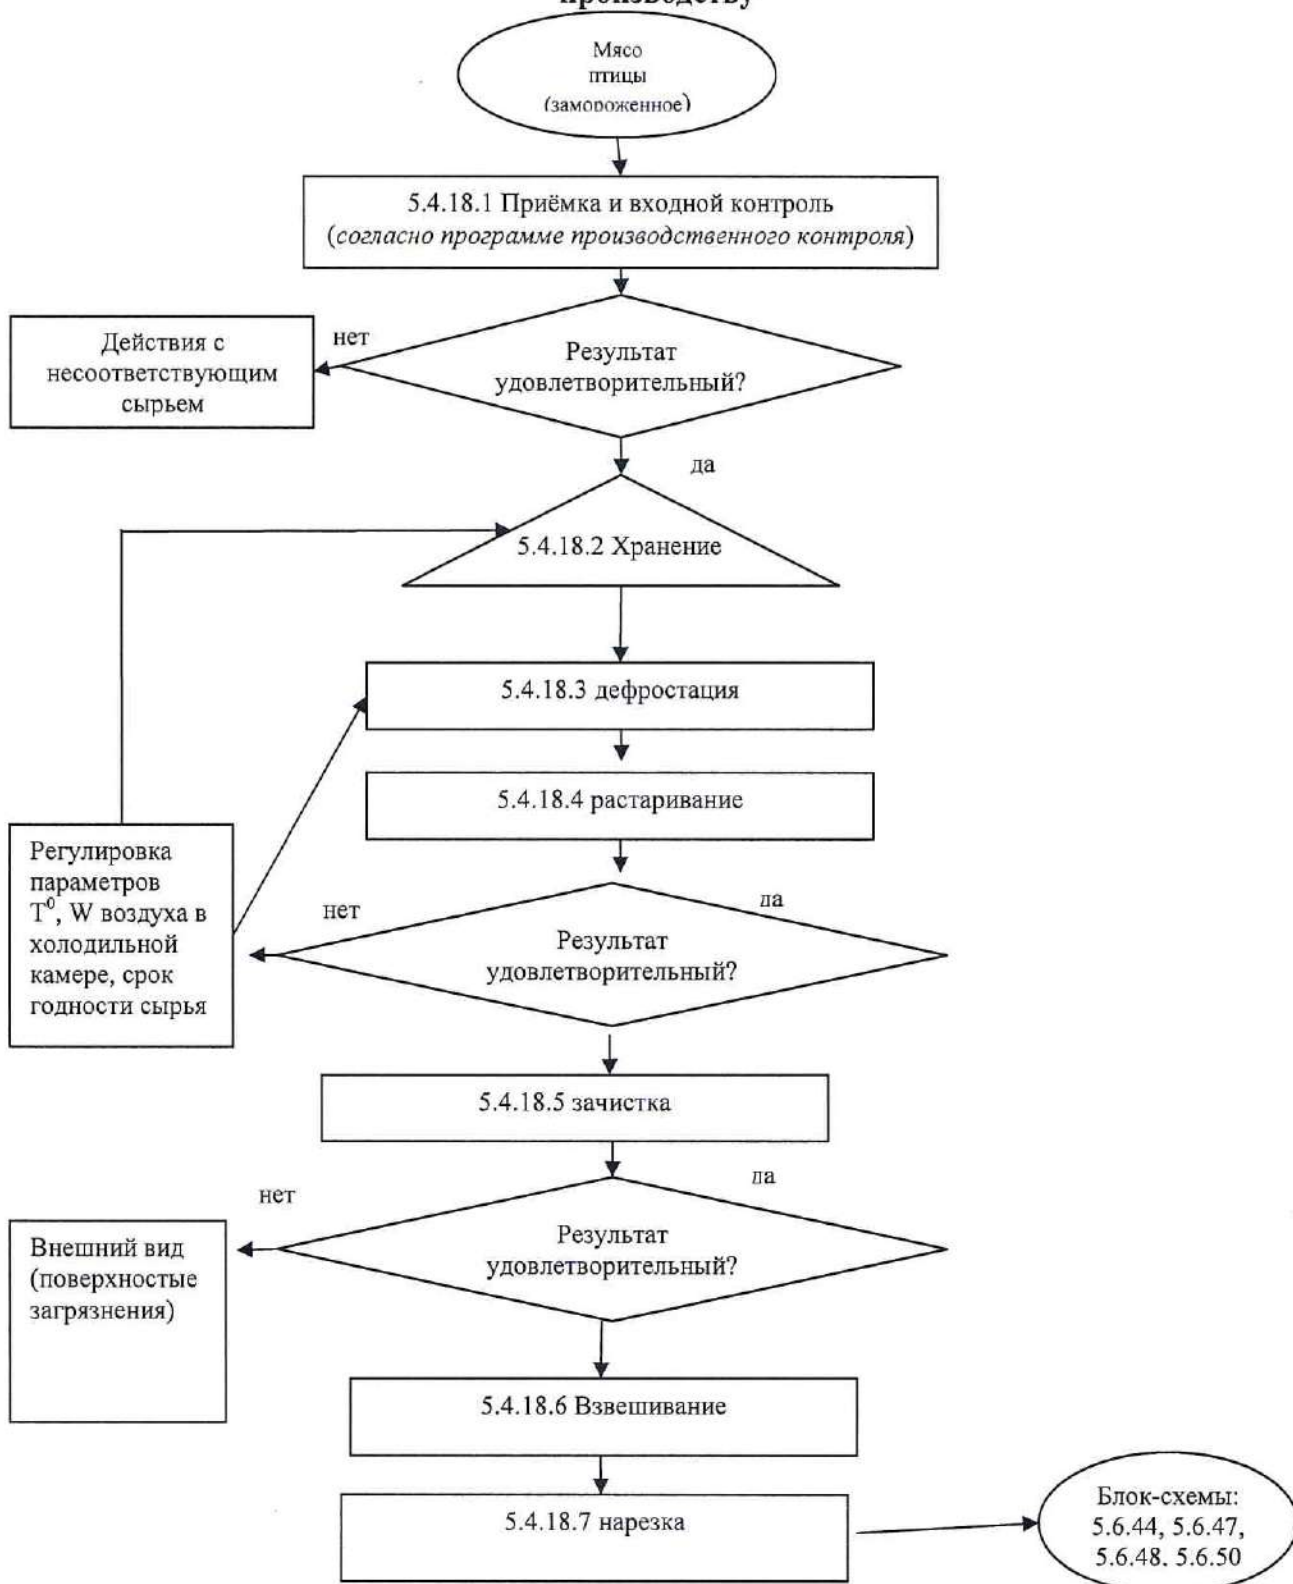 производству
Мясо
птицы
(замороженное)
5.4.18.1 Приёмка и входной контроль
(согласно программе производственного контроля)
Действия с
несоответствующим
сырьем
нет
Результат
удовлетворительный?
да
5.4.18.2 Хранение
5.4.18.3 дефростация
5.4.18.4 растаривание
Регулировка
параметров
T⁰, W воздуха в
холодильной
камере, срок
годности сырья
нет
да
Результат
удовлетворительный?
5.4.18.5 зачистка
нет
да
Внешний вид
(поверхностые
загрязнения)
Результат
удовлетворительный?
5.4.18.6 Взвешивание
5.4.18.7 нарезка
Блок-схемы:
5.6.44, 5.6.47,
5.6.48. 5.6.50